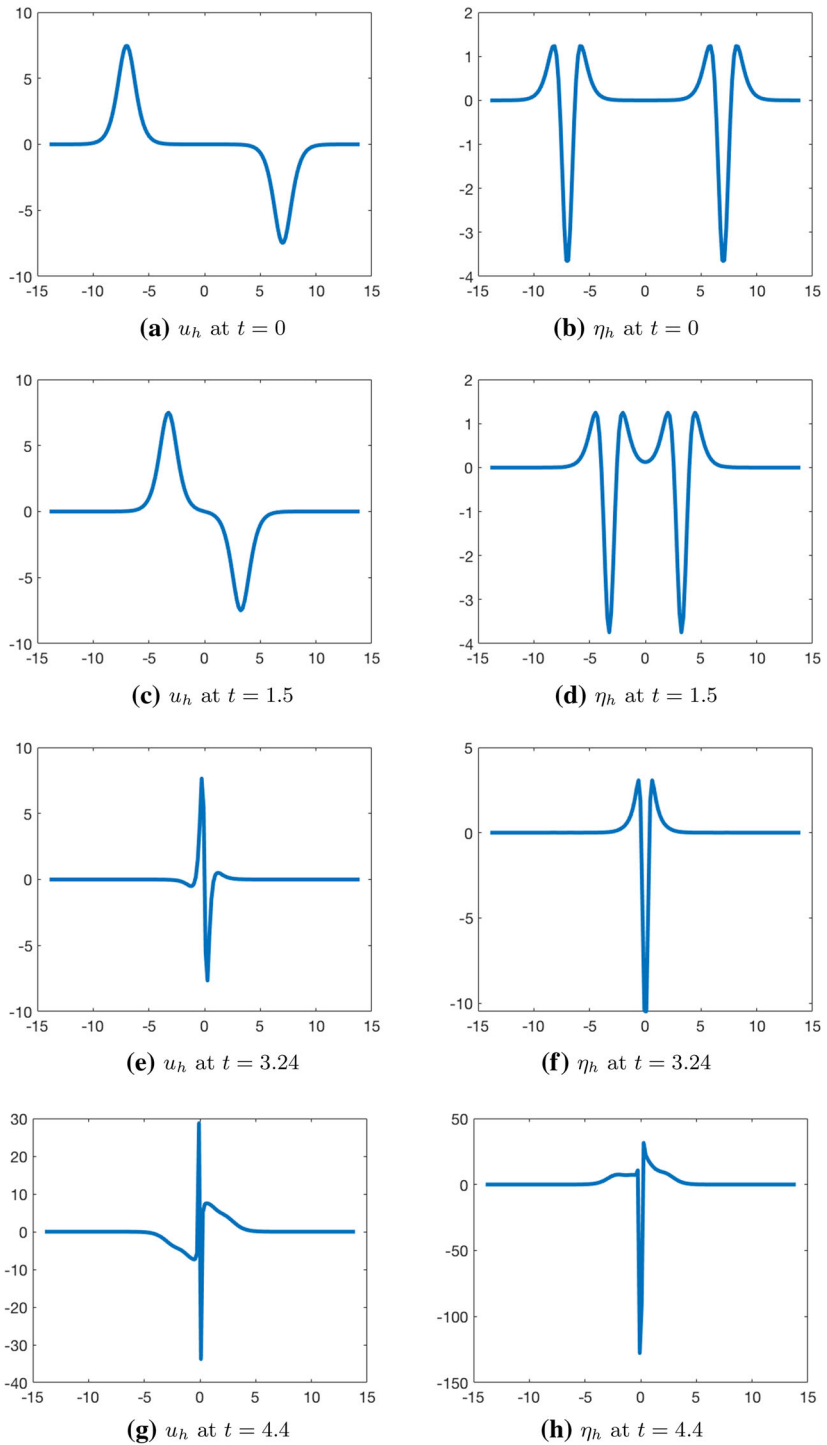 10
5
0
-5
-10
-15 -10 -5 0 5 10 15
(a) u_h at t = 0
2
1
0
-1
-2
-3
-4
-15 -10 -5 0 5 10 15
(b) η_h at t = 0
10
5
0
-5
-10
-15 -10 -5 0 5 10 15
(c) u_h at t = 1.5
2
1
0
-1
-2
-3
-4
-15 -10 -5 0 5 10 15
(d) η_h at t = 1.5
10
5
0
-5
-10
-15 -10 -5 0 5 10 15
(e) u_h at t = 3.24
5
0
-5
-10
-15 -10 -5 0 5 10 15
(f) η_h at t = 3.24
30
20
10
0
-10
-20
-30
-40
-15 -10 -5 0 5 10 15
(g) u_h at t = 4.4
50
0
-50
-100
-150
-15 -10 -5 0 5 10 15
(h) η_h at t = 4.4